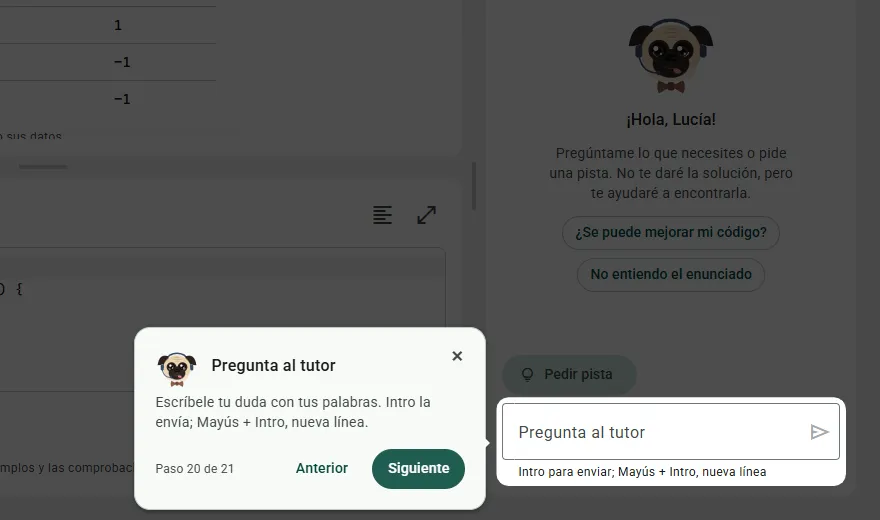 1
−1
−1
o sus datos
) {
¡Hola, Lucía!
Pregúntame lo que necesites o pide
una pista. No te daré la solución, pero
te ayudaré a encontrarla.
¿Se puede mejorar mi código?
No entiendo el enunciado
Pedir pista
Pregunta al tutor
Escríbele tu duda con tus palabras. Intro la
envía; Mayús + Intro, nueva línea.
Paso 20 de 21
Anterior
Siguiente
Pregunta al tutor
Intro para enviar; Mayús + Intro, nueva línea
mplos y las comprobac